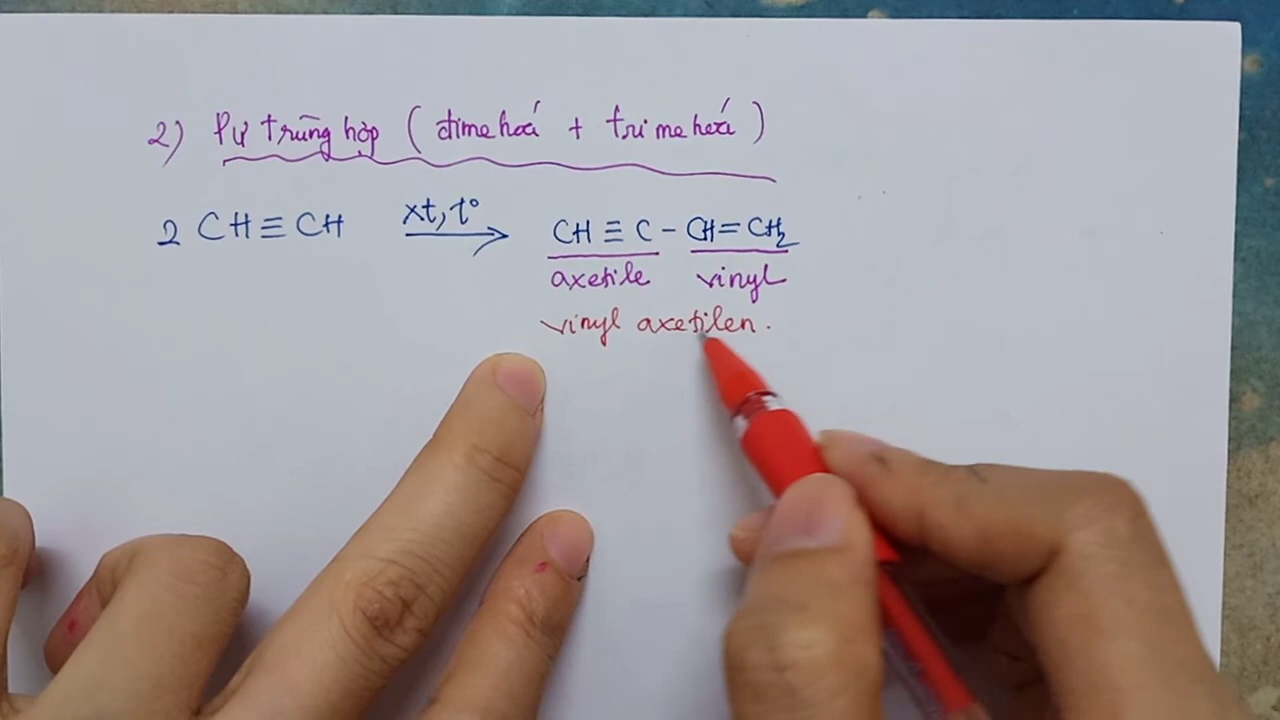 2) Pư trùng hợp (đime hoá + trime hoá)
2 CH≡CH xt, t° → CH≡C-CH=CH₂
axetile vinyl
vinyl axetilen.